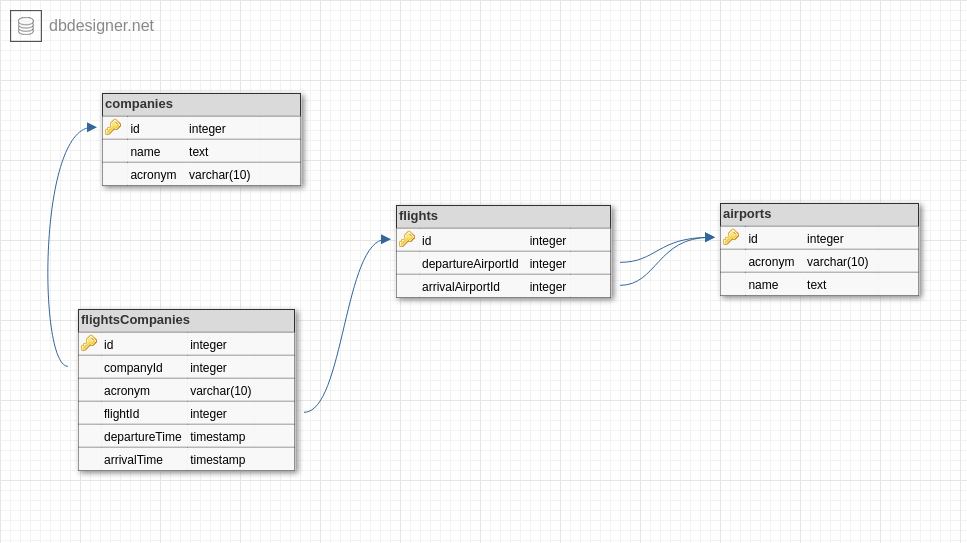 dbdesigner.net
companies
id integer
name text
acronym varchar(10)
flights
id integer
departureAirportId integer
arrivalAirportId integer
airports
id integer
acronym varchar(10)
name text
flightsCompanies
id integer
companyId integer
acronym varchar(10)
flightId integer
departureTime timestamp
arrivalTime timestamp